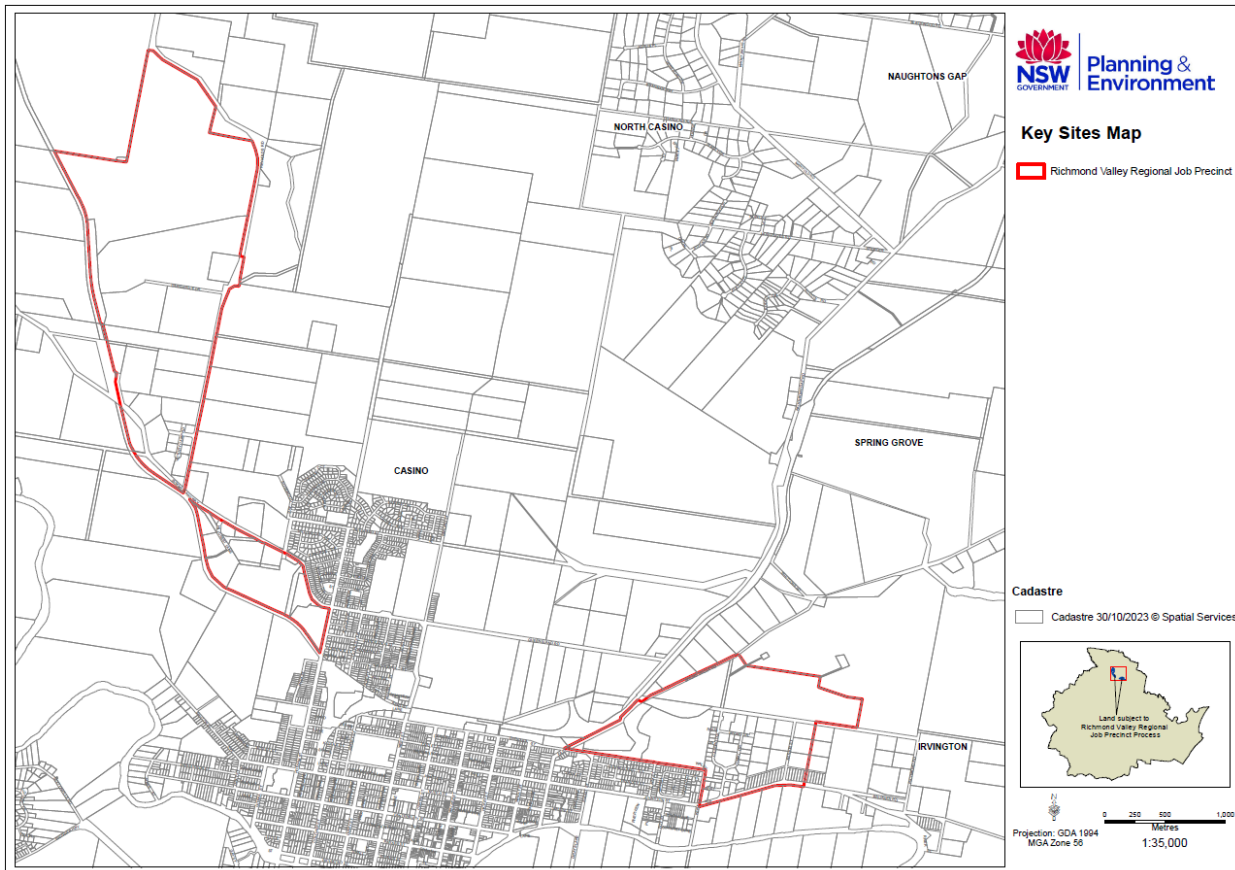 NAUGHTONS GAP
NORTH CASINO
SPRING GROVE
CASINO
IRVINGTON
NSW
GOVERNMENT
Planning &
Environment
Key Sites Map
Richmond Valley Regional Job Precinct
Cadastre
Cadastre 30/10/2023 © Spatial Services
Land subject to
Richmond Valley Regional
Job Precinct Process
N
0 250 500 1,000
Metres
Projection: GDA 1994
MGA Zone 56
1:35,000